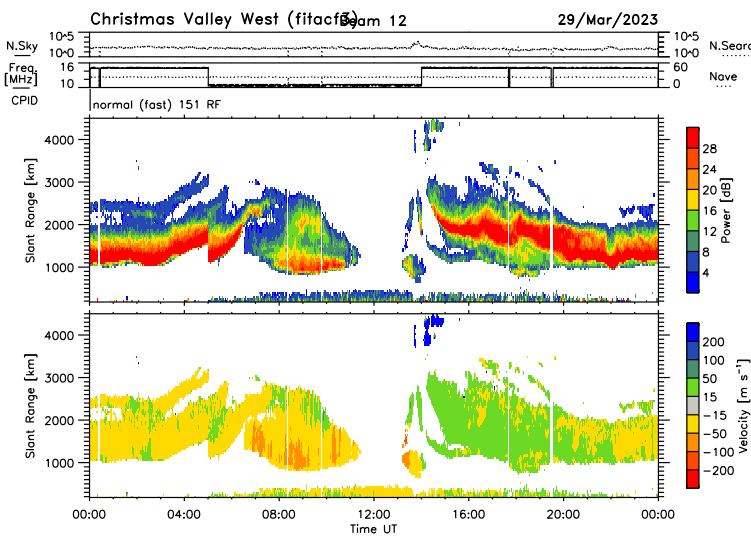 Christmas Valley West (fitacf3) Beam 12 29/Mar/2023
N.Sky 10^5 10^0 10^5 10^0 N.Sear
Freq. [MHz] 16 10 60 0 Nave
CPID normal (fast) 151 RF
Slant Range [km]
4000
3000
2000
1000
28
24
20
16
12
8
4
Power [dB]
Slant Range [km]
4000
3000
2000
1000
200
100
50
15
-15
-50
-100
-200
Velocity [m s⁻¹]
00:00 04:00 08:00 12:00 16:00 20:00 00:00
Time UT